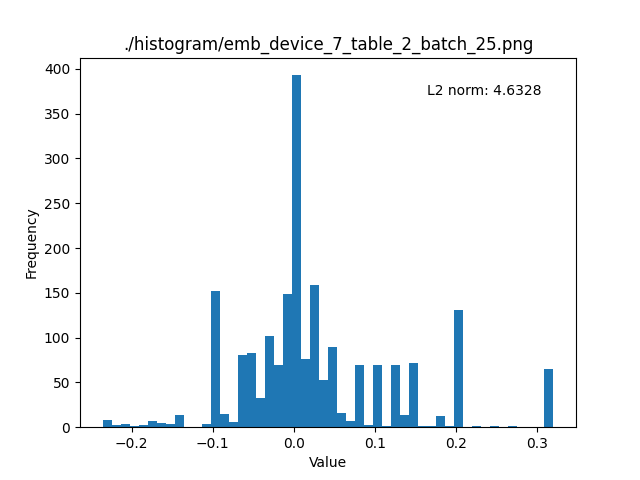 ./histogram/emb_device_7_table_2_batch_25.png
L2 norm: 4.6328
400
350
300
250
200
150
100
50
0
Frequency
−0.2 −0.1 0.0 0.1 0.2 0.3
Value